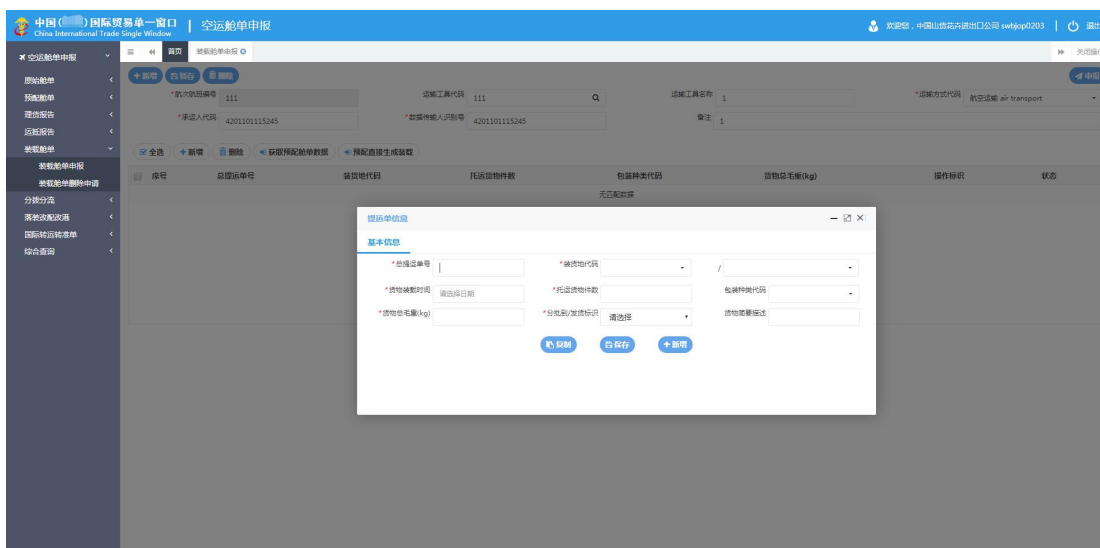 中国( )国际贸易单一窗口 | 空运舱单申报
China International Trade Single Window
欢迎您，中国山货花卉进出口公司 swbjop0203
空运舱单申报
首页 装载舱单申报
关闭操作
原始舱单
预配舱单
理货报告
运抵报告
装载舱单
装载舱单申报
装载舱单删除申请
分拨分流
落装改配改港
国际转运转准单
综合查询
+新增 暂存 删除 申报
*航次航班编号 111 运输工具代码 111 运输工具名称 1 *运输方式代码 航空运输 air transport
*承运人代码 4201101115245 *数据传输人识别号 4201101115245 备注 1
全选 +新增 删除 获取预配舱单数据 预配直接生成装载
序号 总提运单号 装货地代码 托运货物件数 包装种类代码 货物总毛重(kg) 操作标识 状态
无匹配数据
提运单信息
基本信息
*总提运单号 *装货地代码 /
*货物装载时间 请选择日期 *托运货物件数 包装种类代码
*货物总毛重(kg) *分批到/发货标识 请选择 货物简要描述
复制 保存 +新增